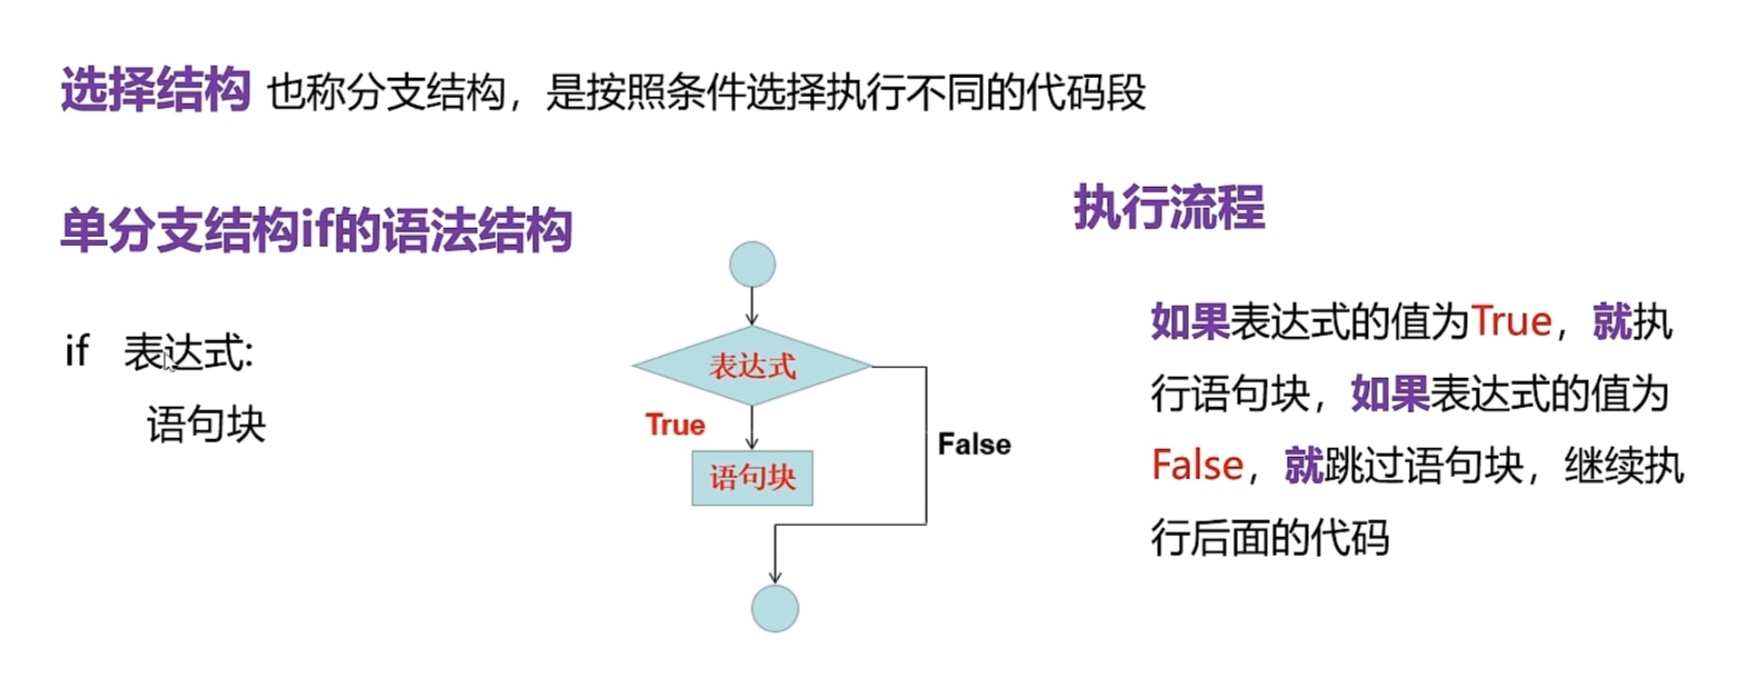 选择结构 也称分支结构，是按照条件选择执行不同的代码段
单分支结构if的语法结构
if 表达式:
语句块
表达式
True
False
语句块
执行流程
如果表达式的值为True，就执
行语句块，如果表达式的值为
False，就跳过语句块，继续执
行后面的代码